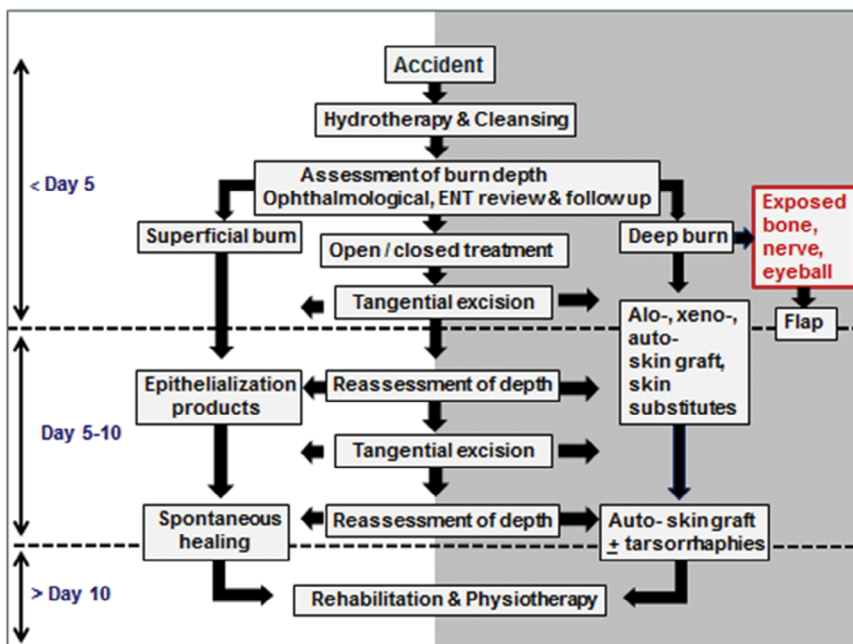 Accident
Hydrotherapy & Cleansing
Assessment of burn depth
Ophthalmological, ENT review & follow up
< Day 5
Superficial burn
Open / closed treatment
Deep burn
Exposed
bone,
nerve,
eyeball
Tangential excision
Flap
Alo-, xeno-,
auto-
skin graft,
skin
substitutes
Day 5-10
Epithelialization
products
Reassessment of depth
Tangential excision
Spontaneous
healing
Reassessment of depth
Auto- skin graft
± tarsorrhaphies
> Day 10
Rehabilitation & Physiotherapy